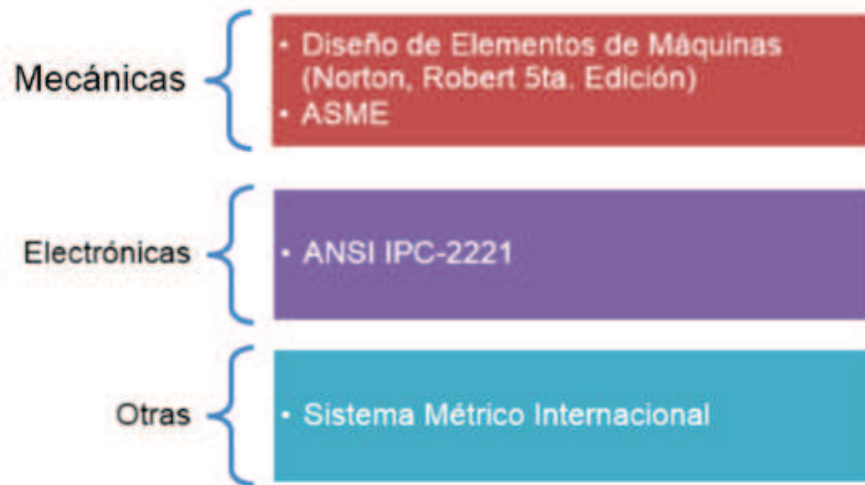 Mecánicas
• Diseño de Elementos de Máquinas
(Norton, Robert 5ta. Edición)
• ASME
Electrónicas
• ANSI IPC-2221
Otras
• Sistema Métrico Internacional